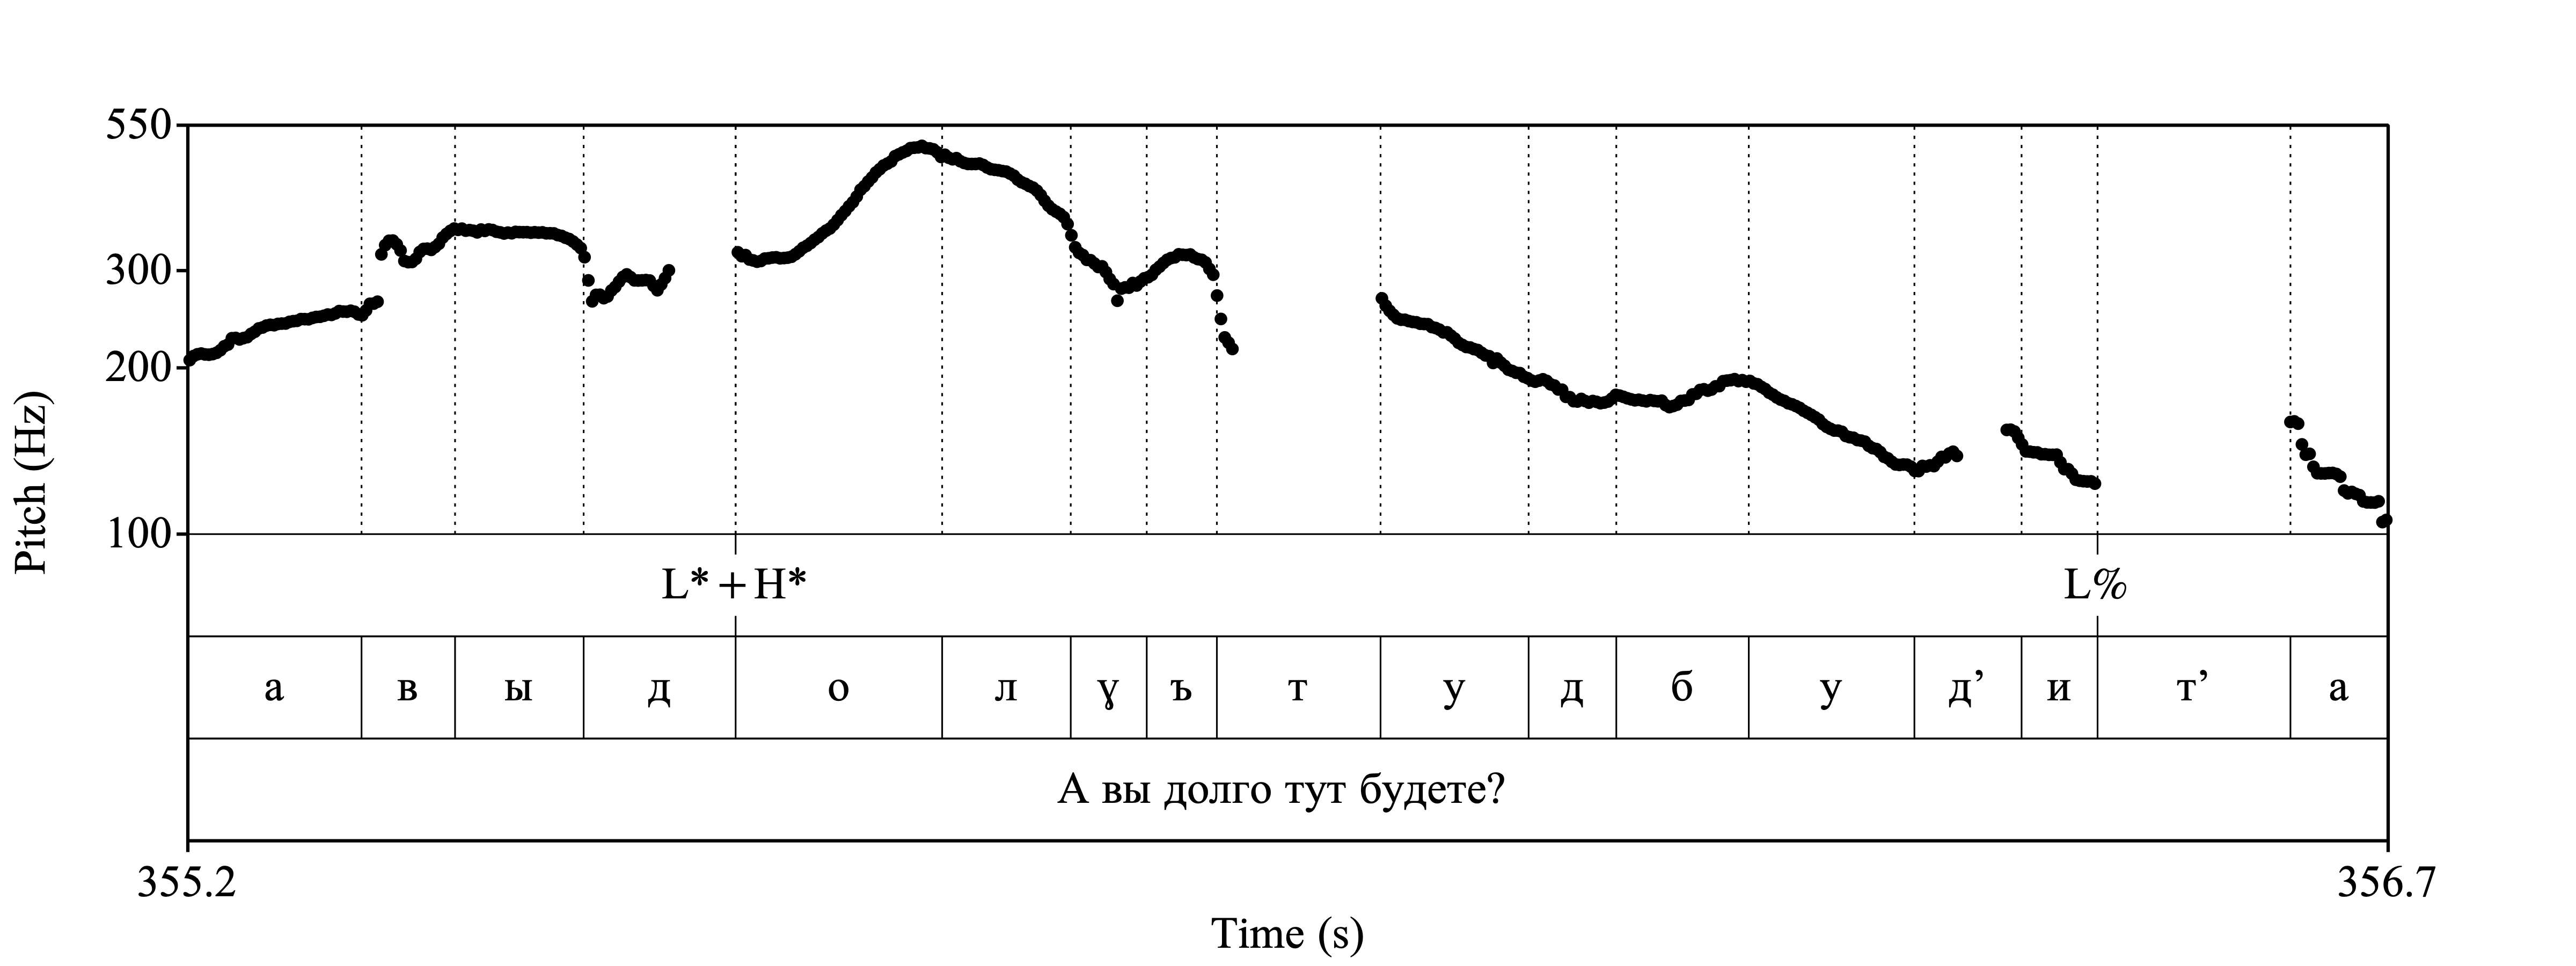 550
300
200
100
Pitch (Hz)
L*+H* L%
а в ы д о л ɣ ъ т у д б у д’ и т’ а
А вы долго тут будете?
355.2 356.7
Time (s)